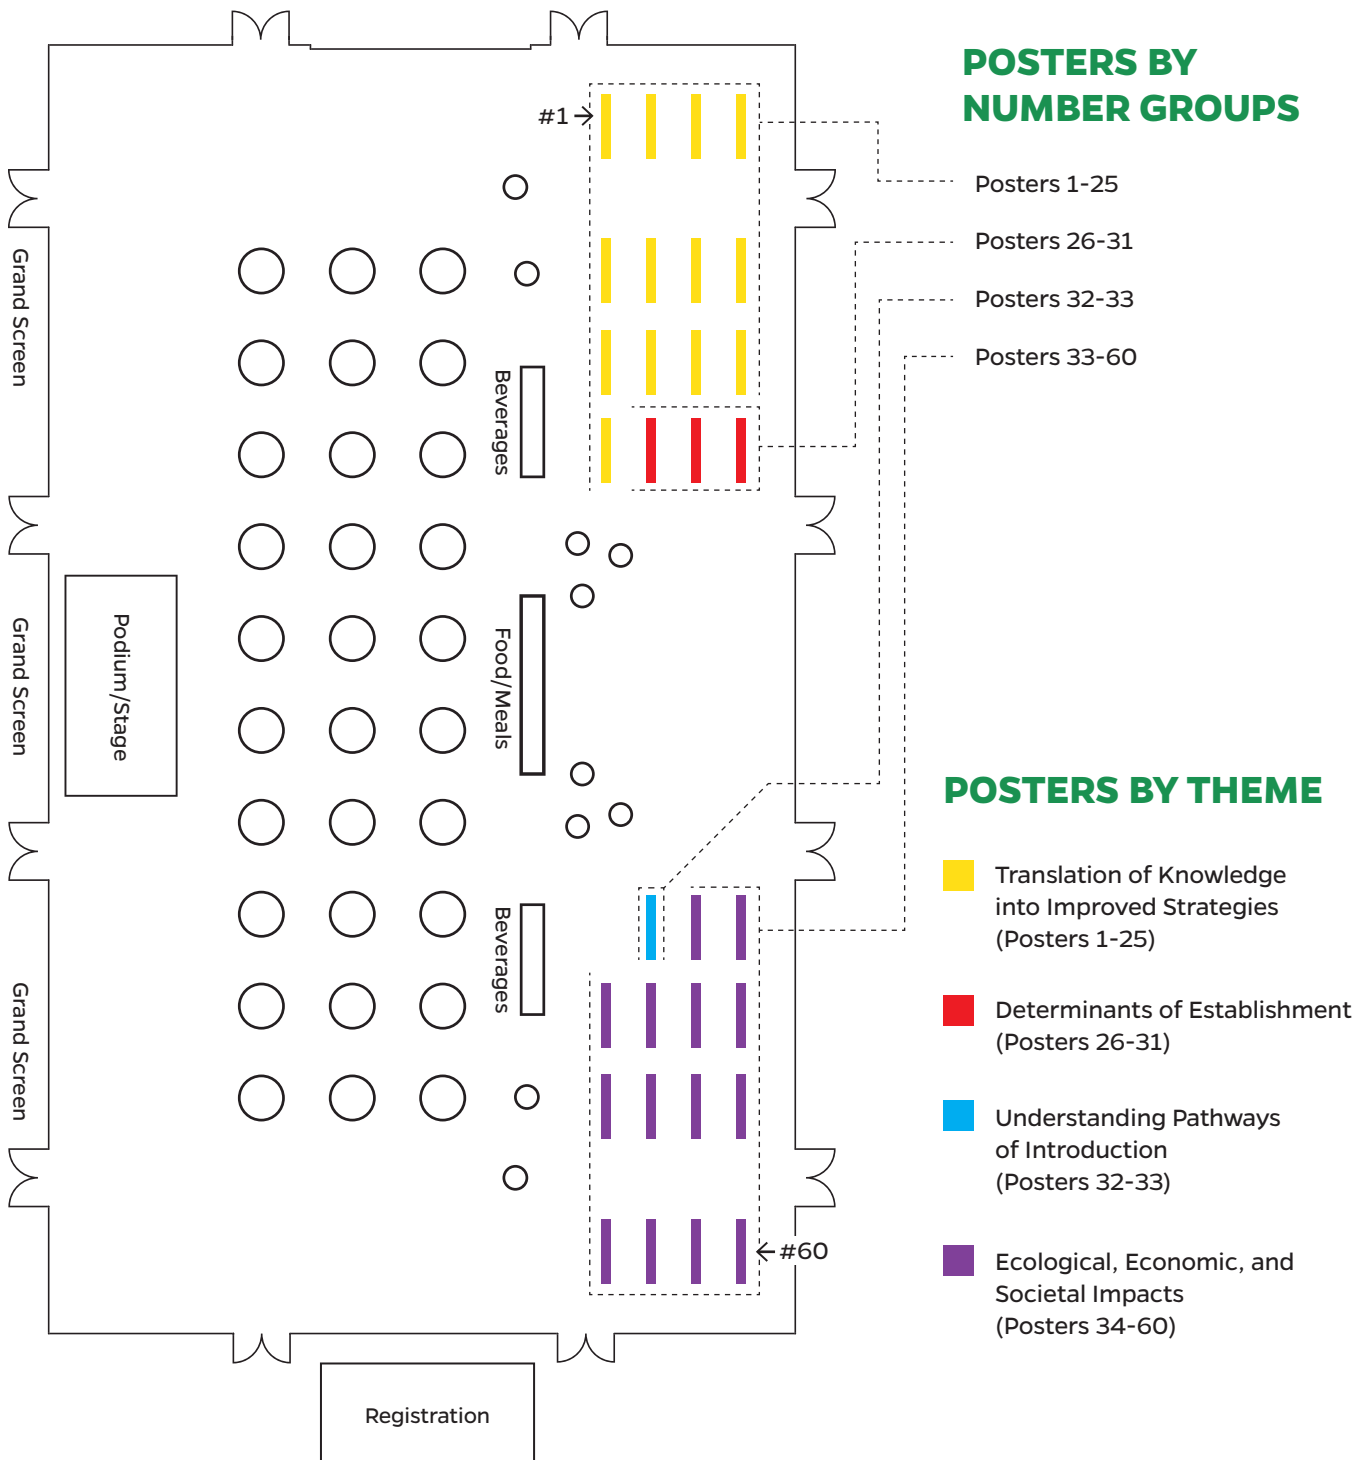 POSTERS BY
NUMBER GROUPS
#1
Posters 1-25
Posters 26-31
Posters 32-33
Posters 33-60
Grand Screen
Beverages
Podium/Stage
Grand Screen
Food/Meals
Beverages
Grand Screen
#60
Registration
POSTERS BY THEME
Translation of Knowledge
into Improved Strategies
(Posters 1-25)
Determinants of Establishment
(Posters 26-31)
Understanding Pathways
of Introduction
(Posters 32-33)
Ecological, Economic, and
Societal Impacts
(Posters 34-60)